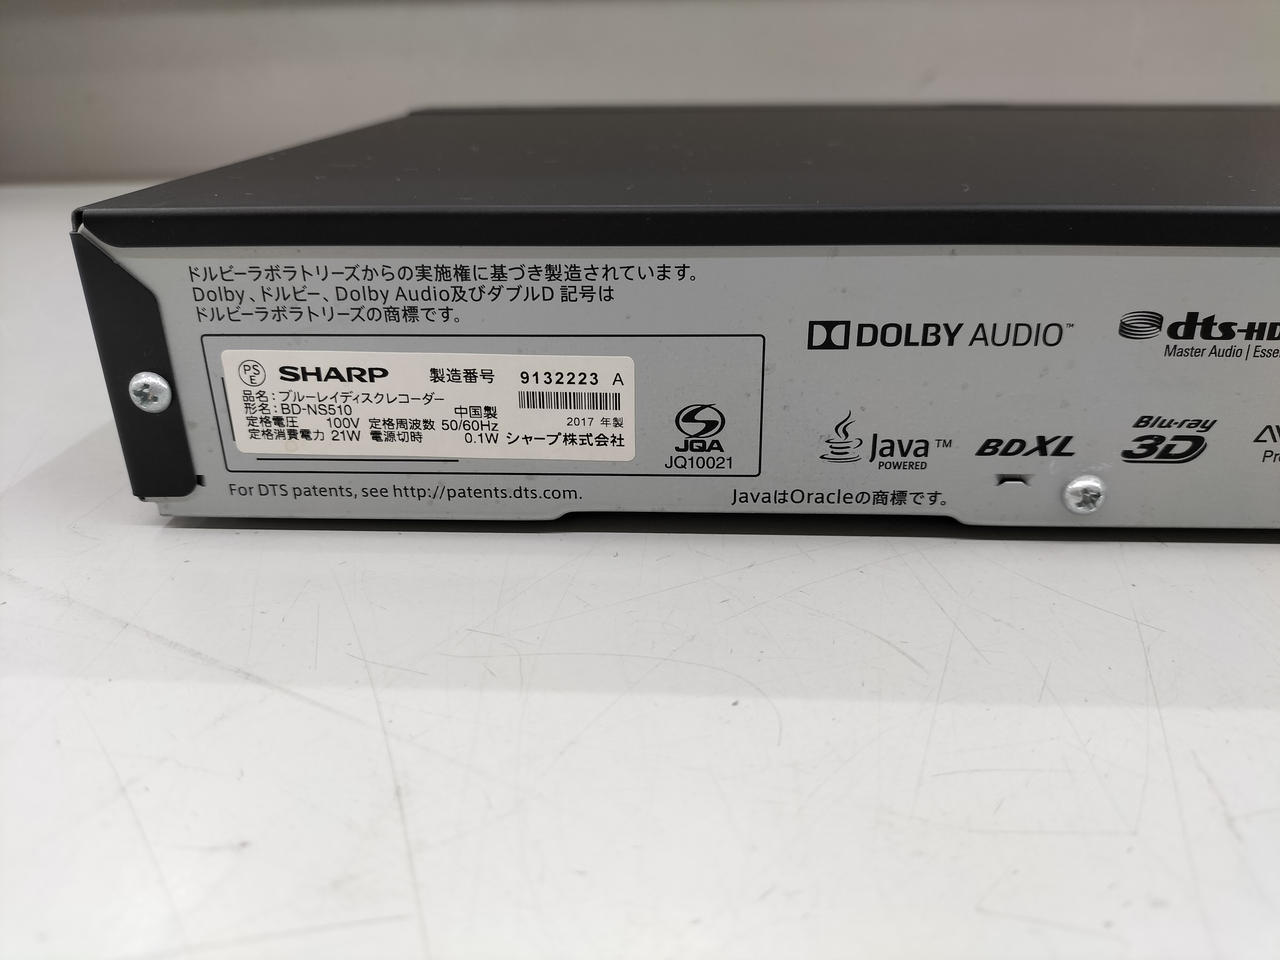 ドルビーラボラトリーズからの実施権に基づき製造されています。
Dolby、ドルビー、Dolby Audio及びダブルD 記号は
ドルビーラボラトリーズの商標です。
DOLBY AUDIO™
dts-HD
Master Audio |
PS
E
SHARP 製造番号 9132223 A
品名:ブルーレイディスクレコーダー
形名:BD-NS510 中国製
定格電圧 100V 定格周波数 50/60Hz 2017 年製
定格消費電力 21W 電源切時 0.1W シャープ株式会社
JQA
JQ10021
Java™
POWERED
BDXL
Blu-ray
3D
For DTS patents, see http://patents.dts.com.
JavaはOracleの商標です。